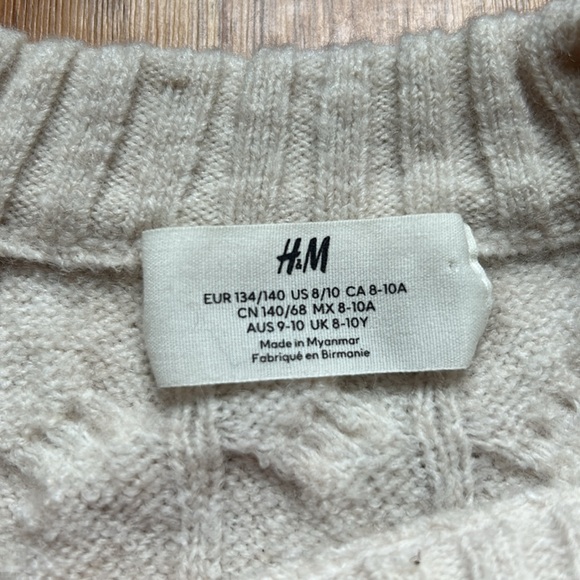 H&M
EUR 134/140 US 8/10 CA 8-10A
CN 140/68 MX 8-10A
AUS 9-10 UK 8-10Y
Made in Myanmar
Fabriqué en Birmanie